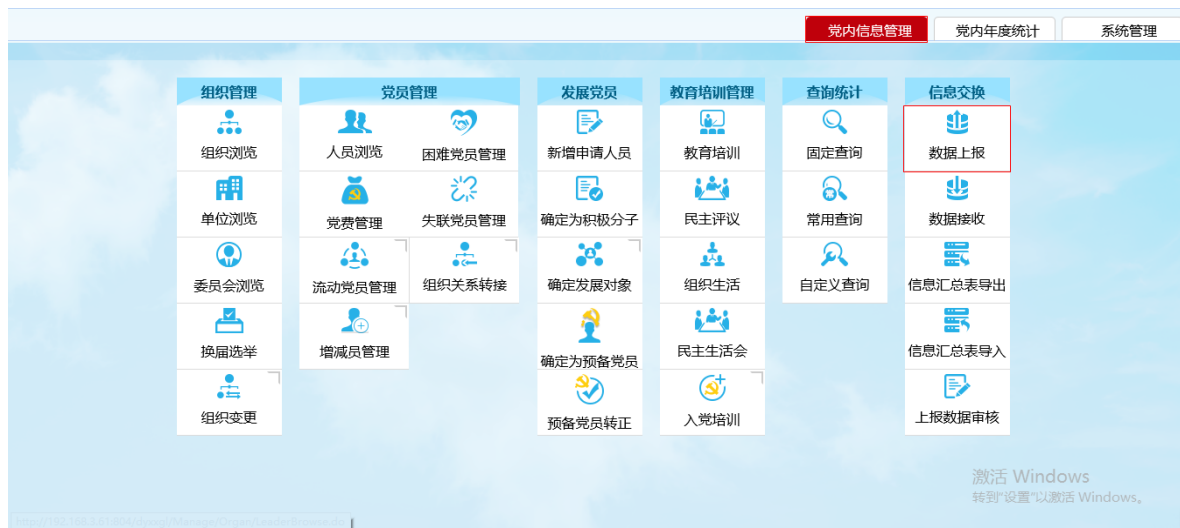 党内信息管理 党内年度统计 系统管理
组织管理 党员管理 发展党员 教育培训管理 查询统计 信息交换
组织浏览 人员浏览 困难党员管理 新增申请人员 教育培训 固定查询 数据上报
单位浏览 党费管理 失联党员管理 确定为积极分子 民主评议 常用查询 数据接收
委员会浏览 流动党员管理 组织关系转接 确定发展对象 组织生活 自定义查询 信息汇总表导出
换届选举 增减员管理 确定为预备党员 民主生活会 信息汇总表导入
组织变更 预备党员转正 入党培训 上报数据审核
激活 Windows
转到"设置"以激活 Windows。